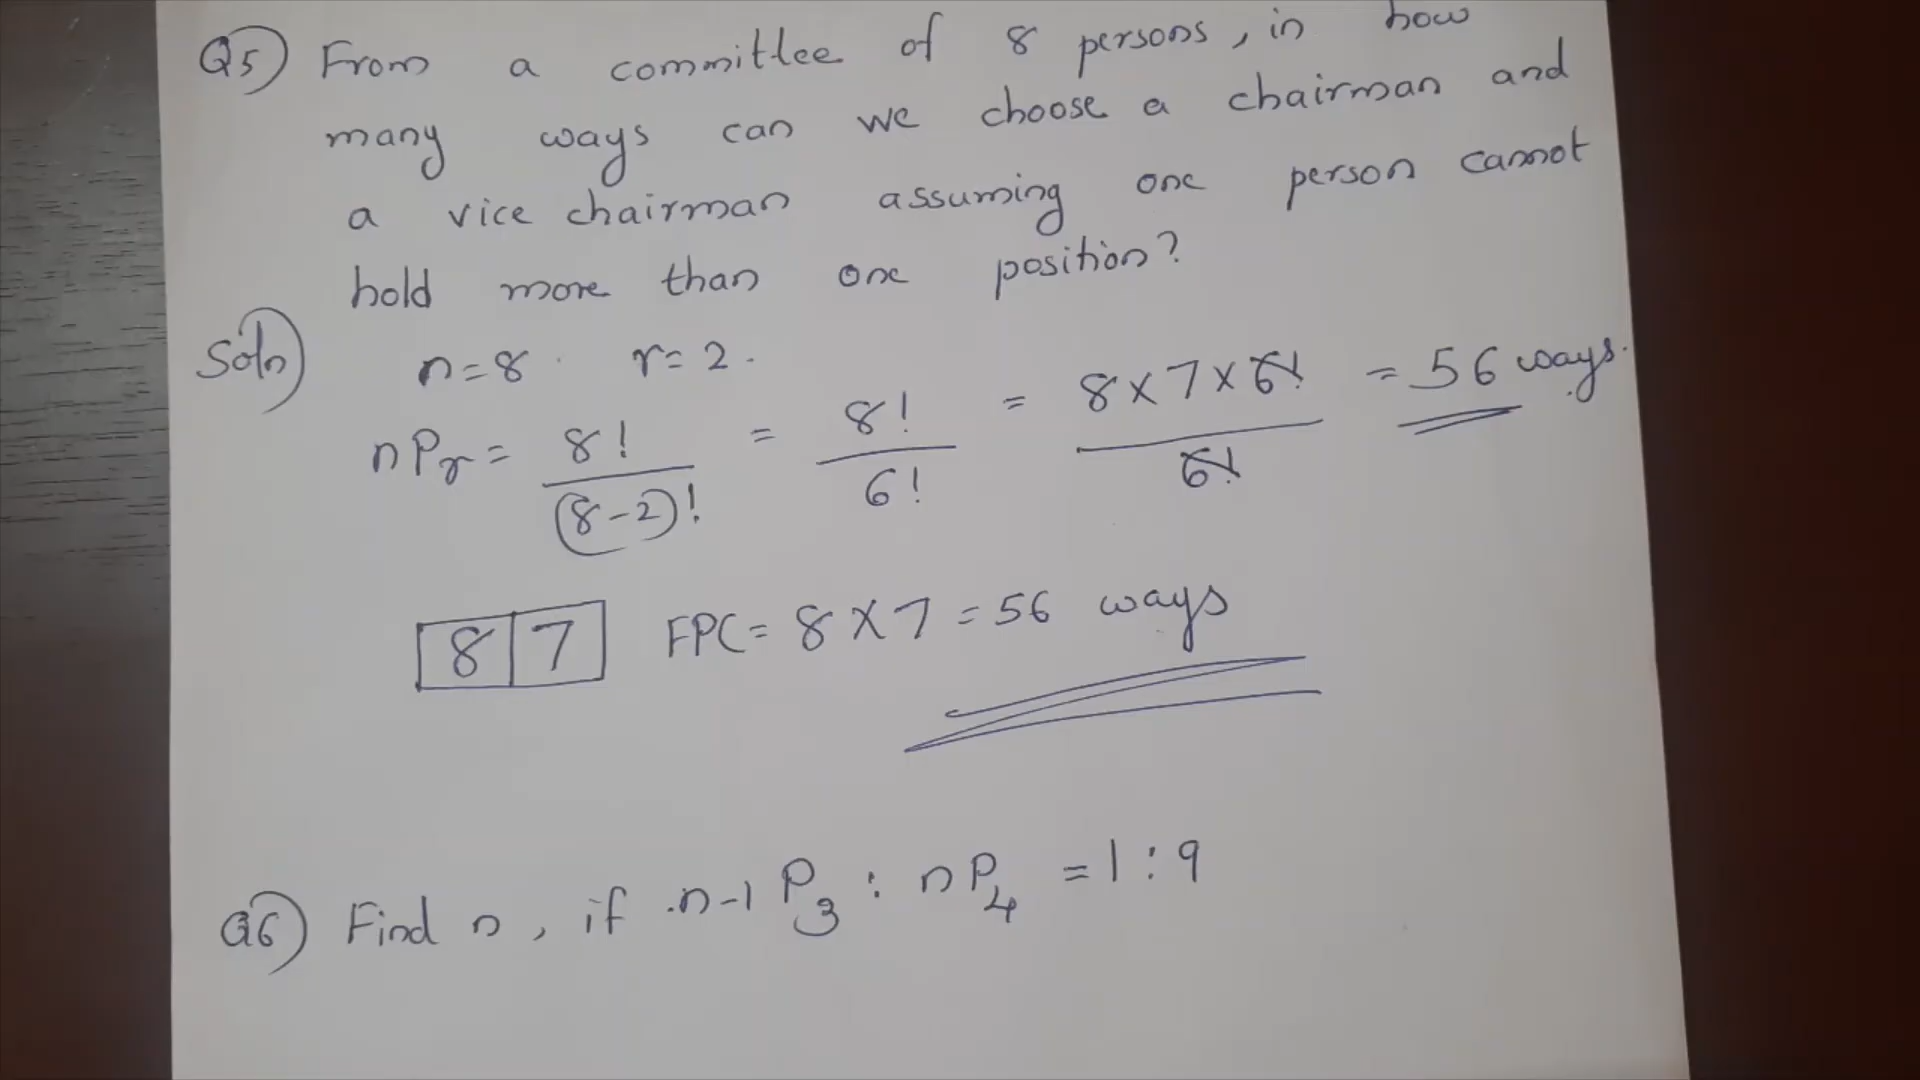 Q5) From a committee of 8 persons, in how
many ways can we choose a chairman and
a vice chairman assuming one person cannot
hold more than one position?
Soln) n=8 . r=2.
nPr = 8!/(8-2)! = 8!/6! = 8×7×6!/6! = 56 ways.
8 | 7 FPC = 8×7 = 56 ways
Q6) Find n, if n-1 P3 : nP4 = 1:9